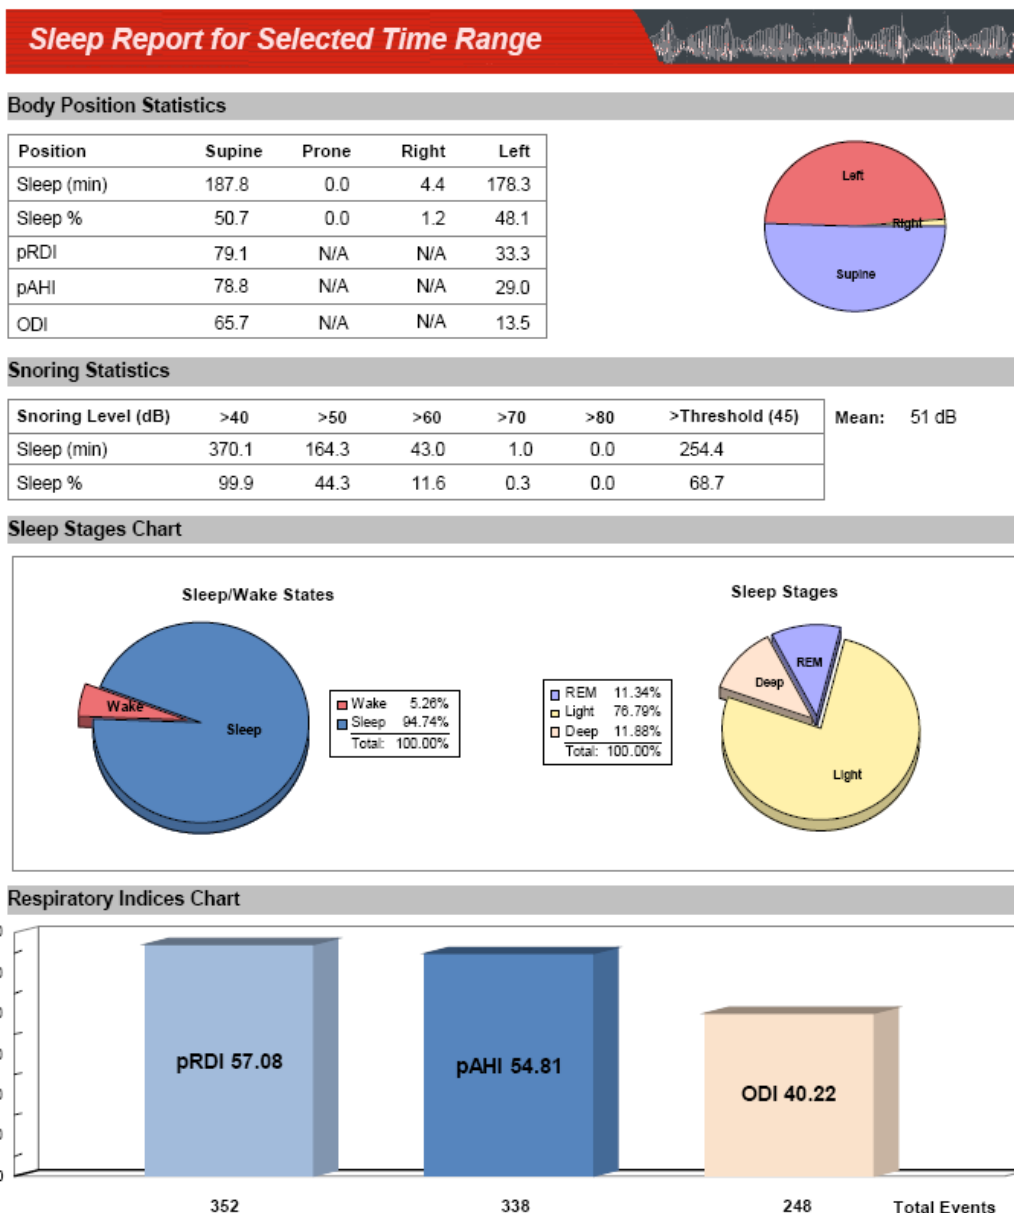 Sleep Report for Selected Time Range
Body Position Statistics
Position Supine Prone Right Left
Sleep (min) 187.8 0.0 4.4 178.3
Sleep % 50.7 0.0 1.2 48.1
pRDI 79.1 N/A N/A 33.3
pAHI 78.8 N/A N/A 29.0
ODI 65.7 N/A N/A 13.5
Left
Right
Supine
Snoring Statistics
Snoring Level (dB) >40 >50 >60 >70 >80 >Threshold (45) Mean: 51 dB
Sleep (min) 370.1 164.3 43.0 1.0 0.0 254.4
Sleep % 99.9 44.3 11.6 0.3 0.0 68.7
Sleep Stages Chart
Sleep/Wake States
Wake
Sleep
Wake 5.26%
Sleep 94.74%
Total: 100.00%
Sleep Stages
REM
Deep
Light
REM 11.34%
Light 76.79%
Deep 11.88%
Total: 100.00%
Respiratory Indices Chart
pRDI 57.08
pAHI 54.81
ODI 40.22
352 338 248 Total Events